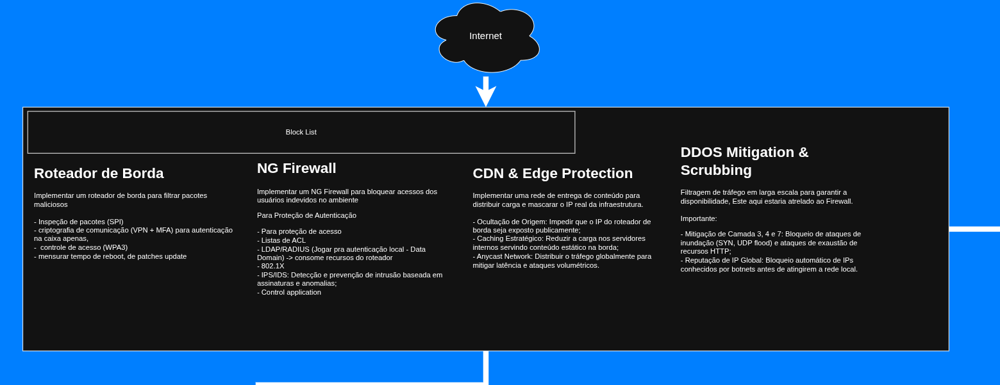 Internet
Block List
Roteador de Borda
Implementar um roteador de borda para filtrar pacotes
maliciosos
- Inspeção de pacotes (SPI)
- criptografia de comunicação (VPN + MFA) para autenticação
na caixa apenas,
-  controle de acesso (WPA3)
- mensurar tempo de reboot, de patches update
NG Firewall
Implementar um NG Firewall para bloquear acessos dos
usuários indevidos no ambiente
Para Proteção de Autenticação
- Para proteção de acesso
- Listas de ACL
- LDAP/RADIUS (Jogar pra autenticação local - Data
Domain) -> consome recursos do roteador
- 802.1X
- IPS/IDS: Detecção e prevenção de intrusão baseada em
assinaturas e anomalias;
- Control application
CDN & Edge Protection
Implementar uma rede de entrega de conteúdo para
distribuir carga e mascarar o IP real da infraestrutura.
- Ocultação de Origem: Impedir que o IP do roteador de
borda seja exposto publicamente;
- Caching Estratégico: Reduzir a carga nos servidores
internos servindo conteúdo estático na borda;
- Anycast Network: Distribuir o tráfego globalmente para
mitigar latência e ataques volumétricos.
DDOS Mitigation &
Scrubbing
Filtragem de tráfego em larga escala para garantir a
disponibilidade, Este aqui estaria atrelado ao Firewall.
Importante:
- Mitigação de Camada 3, 4 e 7: Bloqueio de ataques de
inundação (SYN, UDP flood) e ataques de exaustão de
recursos HTTP;
- Reputação de IP Global: Bloqueio automático de IPs
conhecidos por botnets antes de atingirem a rede local.